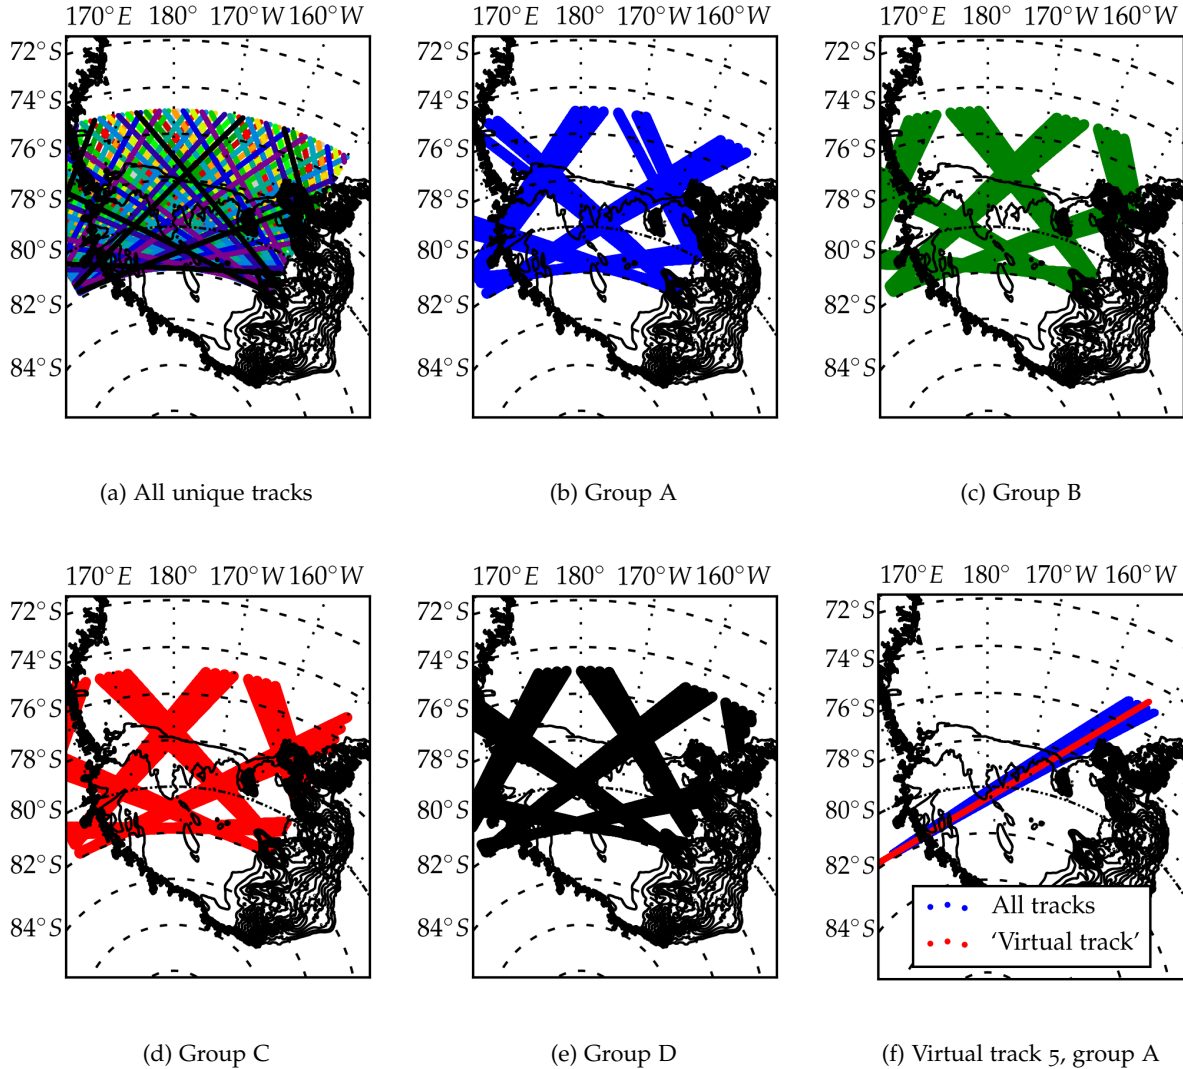 170°E 180° 170°W 160°W
72°S
74°S
76°S
78°S
80°S
82°S
84°S
(a) All unique tracks
170°E 180° 170°W 160°W
72°S
74°S
76°S
78°S
80°S
82°S
84°S
(b) Group A
170°E 180° 170°W 160°W
72°S
74°S
76°S
78°S
80°S
82°S
84°S
(c) Group B
170°E 180° 170°W 160°W
72°S
74°S
76°S
78°S
80°S
82°S
84°S
(d) Group C
170°E 180° 170°W 160°W
72°S
74°S
76°S
78°S
80°S
82°S
84°S
(e) Group D
170°E 180° 170°W 160°W
72°S
74°S
76°S
78°S
80°S
82°S
84°S
All tracks
‘Virtual track’
(f) Virtual track 5, group A